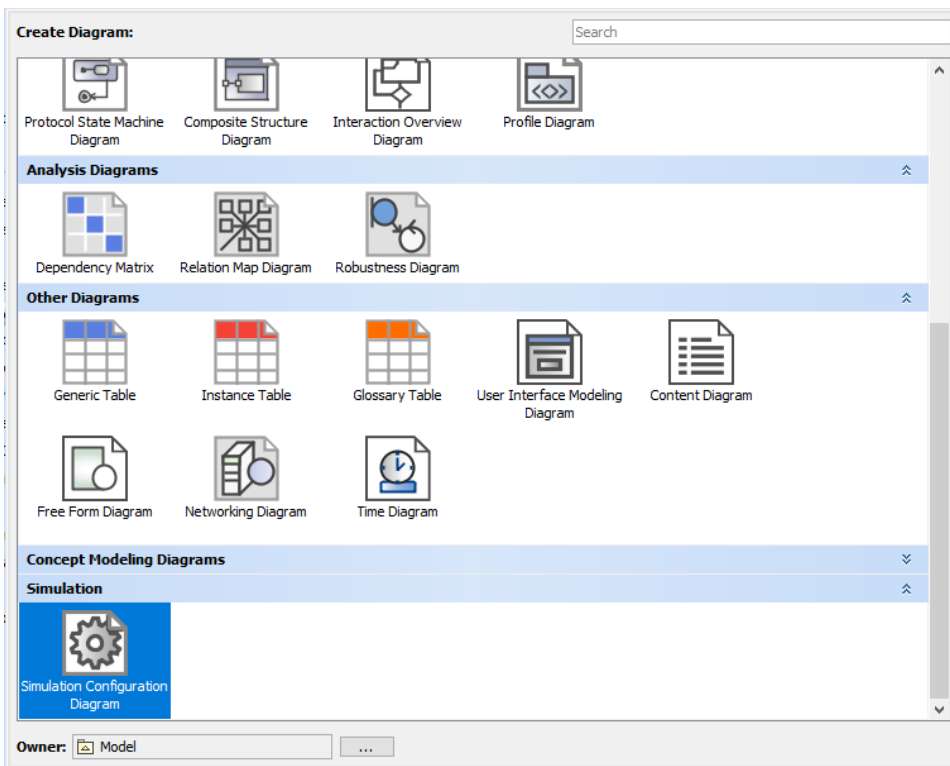 Create Diagram:
Search
Protocol State Machine
Diagram
Composite Structure
Diagram
Interaction Overview
Diagram
Profile Diagram
Analysis Diagrams
Dependency Matrix
Relation Map Diagram
Robustness Diagram
Other Diagrams
Generic Table
Instance Table
Glossary Table
User Interface Modeling
Diagram
Content Diagram
Free Form Diagram
Networking Diagram
Time Diagram
Concept Modeling Diagrams
Simulation
Simulation Configuration
Diagram
Owner:
Model
...